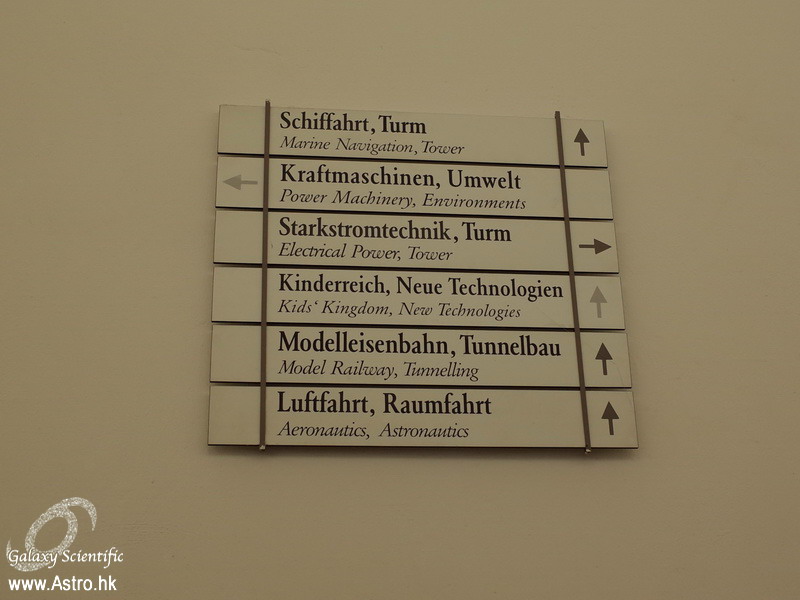 Schiffahrt, Turm
Marine Navigation, Tower
Kraftmaschinen, Umwelt
Power Machinery, Environments
Starkstromtechnik, Turm
Electrical Power, Tower
Kinderreich, Neue Technologien
Kids‘ Kingdom, New Technologies
Modelleisenbahn, Tunnelbau
Model Railway, Tunnelling
Luftfahrt, Raumfahrt
Aeronautics, Astronautics
Galaxy Scientific
www.Astro.hk